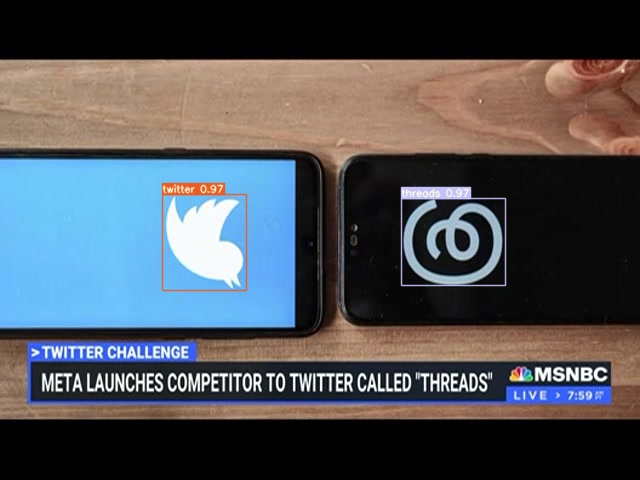 twitter 0.97
threads 0.97
> TWITTER CHALLENGE
META LAUNCHES COMPETITOR TO TWITTER CALLED "THREADS"
MSNBC
LIVE > 7:59